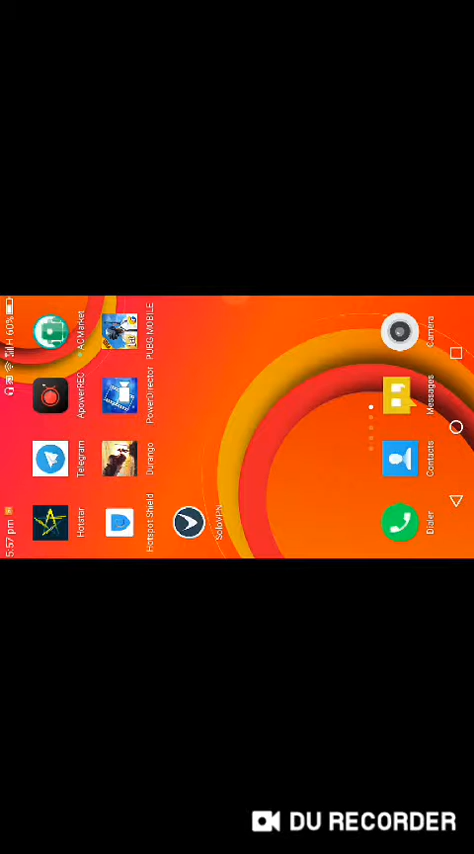 5:57 pm
H 60%
Hotstar
Telegram
ApowerREC
ACMarket
Hotspot Shield
Durango
PowerDirector
PUBG MOBILE
SoloVPN
Dialer
Contacts
Messages
Camera
DU RECORDER